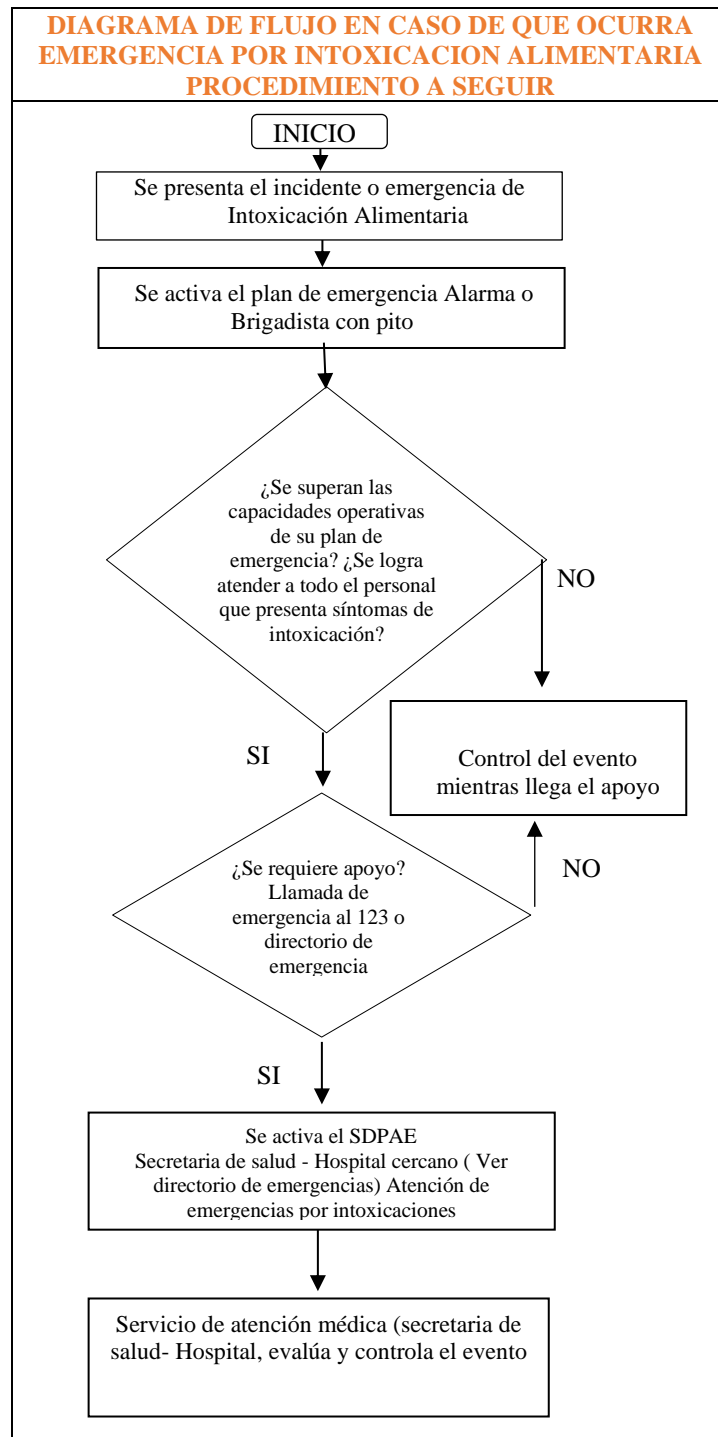 DIAGRAMA DE FLUJO EN CASO DE QUE OCURRA
EMERGENCIA POR INTOXICACION ALIMENTARIA
PROCEDIMIENTO A SEGUIR
INICIO
Se presenta el incidente o emergencia de
Intoxicación Alimentaria
Se activa el plan de emergencia Alarma o
Brigadista con pito
¿Se superan las
capacidades operativas
de su plan de
emergencia? ¿Se logra
atender a todo el personal
que presenta síntomas de
intoxicación?
NO
SI
Control del evento
mientras llega el apoyo
¿Se requiere apoyo?
Llamada de
emergencia al 123 o
directorio de
emergencia
NO
SI
Se activa el SDPAE
Secretaria de salud - Hospital cercano ( Ver
directorio de emergencias) Atención de
emergencias por intoxicaciones
Servicio de atención médica (secretaria de
salud- Hospital, evalúa y controla el evento